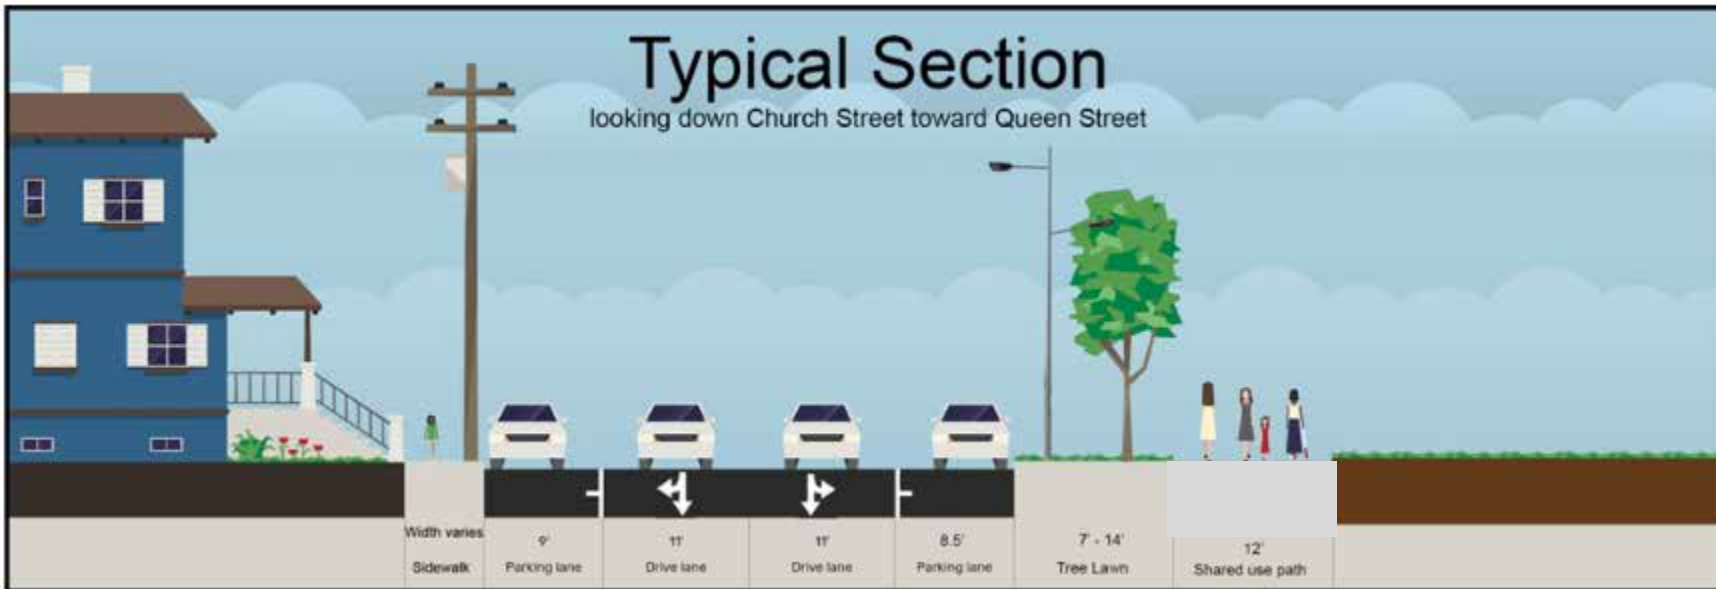 Typical Section
looking down Church Street toward Queen Street
Width varies
Sidewalk
9'
Parking lane
11'
Drive lane
11'
Drive lane
8.5'
Parking lane
7' - 14'
Tree Lawn
12'
Shared use path